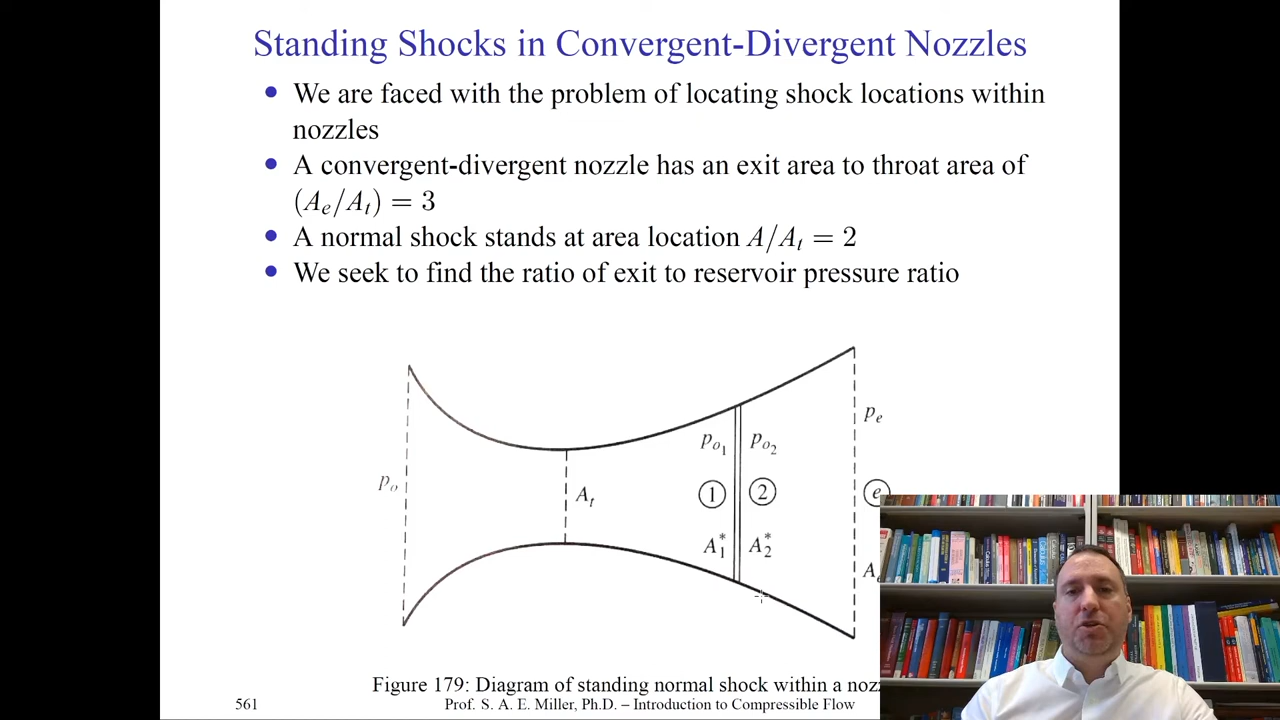 Standing Shocks in Convergent-Divergent Nozzles
• We are faced with the problem of locating shock locations within
nozzles
• A convergent-divergent nozzle has an exit area to throat area of
(Aₑ/Aₜ) = 3
• A normal shock stands at area location A/Aₜ = 2
• We seek to find the ratio of exit to reservoir pressure ratio
pₒ
Aₜ
pₒ₁ pₒ₂
① ②
A₁* A₂*
pₑ
ⓔ
Figure 179: Diagram of standing normal shock within a
561
Prof. S. A. E. Miller, Ph.D. – Introduction to Compressible Flow
Calculus